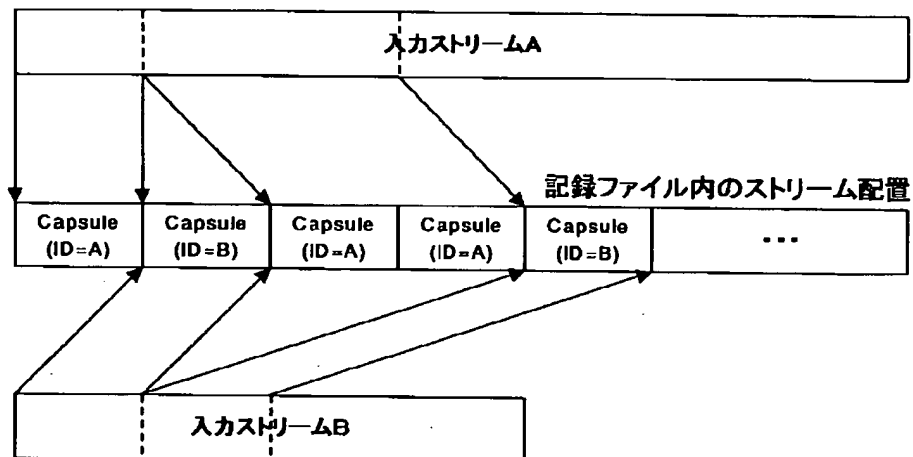 入力ストリームA
記録ファイル内のストリーム配置
Capsule
(ID=A)
Capsule
(ID=B)
Capsule
(ID=A)
Capsule
(ID=A)
Capsule
(ID=B)
...
入力ストリームB